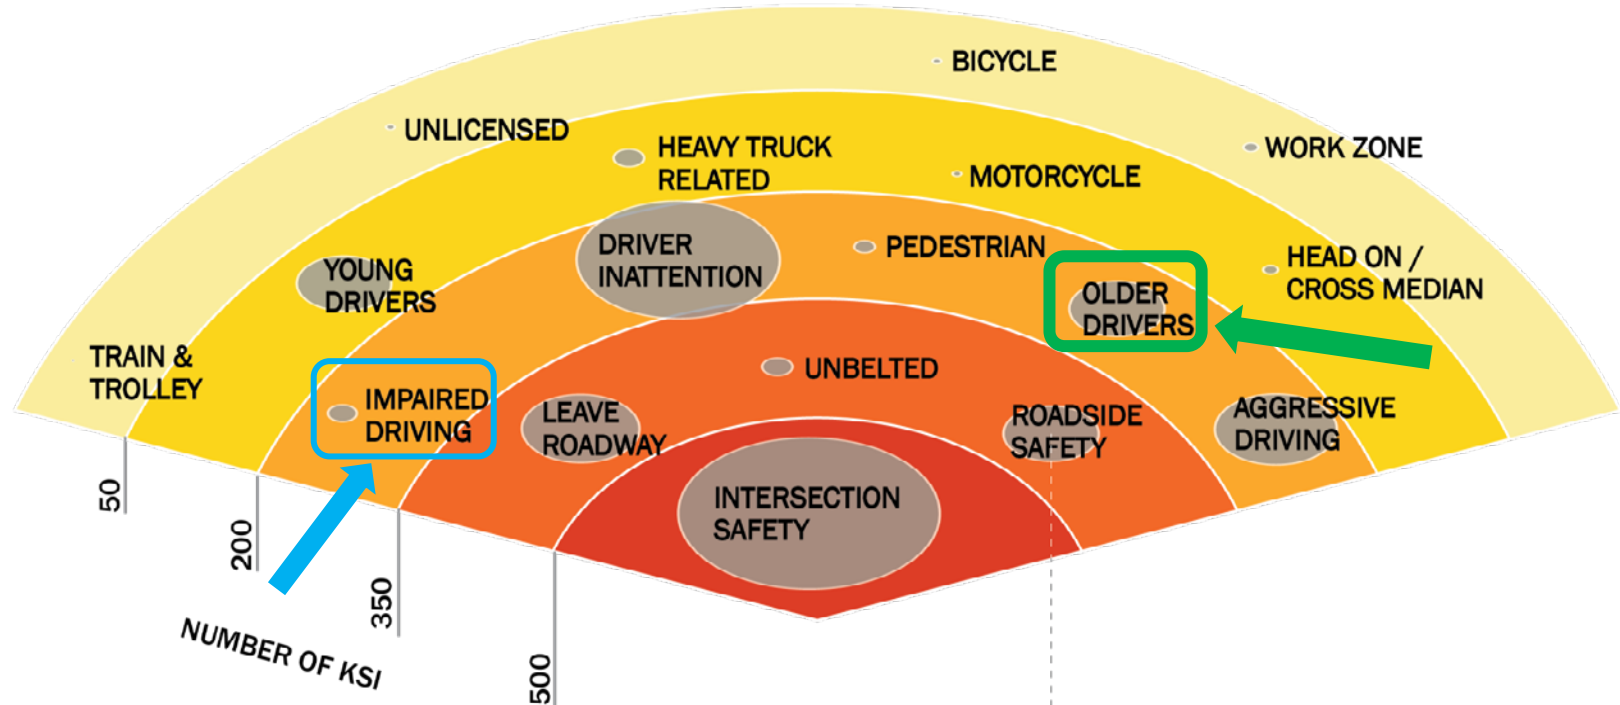 BICYCLE
UNLICENSED
HEAVY TRUCK
RELATED
WORK ZONE
MOTORCYCLE
DRIVER
INATTENTION
PEDESTRIAN
YOUNG
DRIVERS
OLDER
DRIVERS
HEAD ON /
CROSS MEDIAN
TRAIN &
TROLLEY
IMPAIRED
DRIVING
UNBELTED
LEAVE
ROADWAY
ROADSIDE
SAFETY
AGGRESSIVE
DRIVING
INTERSECTION
SAFETY
50
200
350
500
NUMBER OF KSI